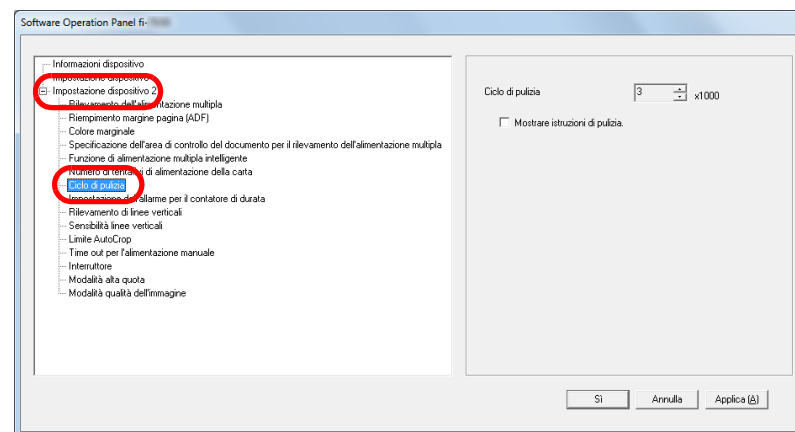 Software Operation Panel fi-
Informazioni dispositivo
Impostazione dispositivo
Impostazione dispositivo 2
Rilevamento dell'alimentazione multipla
Riempimento margine pagina (ADF)
Colore marginale
Specificazione dell'area di controllo del documento per il rilevamento dell'alimentazione multipla
Funzione di alimentazione multipla intelligente
Numero di tentativi di alimentazione della carta
Ciclo di pulizia
Impostazione dell'allarme per il contatore di durata
Rilevamento di linee verticali
Sensibilità linee verticali
Limite AutoCrop
Time out per l'alimentazione manuale
Interruttore
Modalità alta quota
Modalità qualità dell'immagine
Ciclo di pulizia 3 x1000
Mostrare istruzioni di pulizia.
Sì Annulla Applica (A)